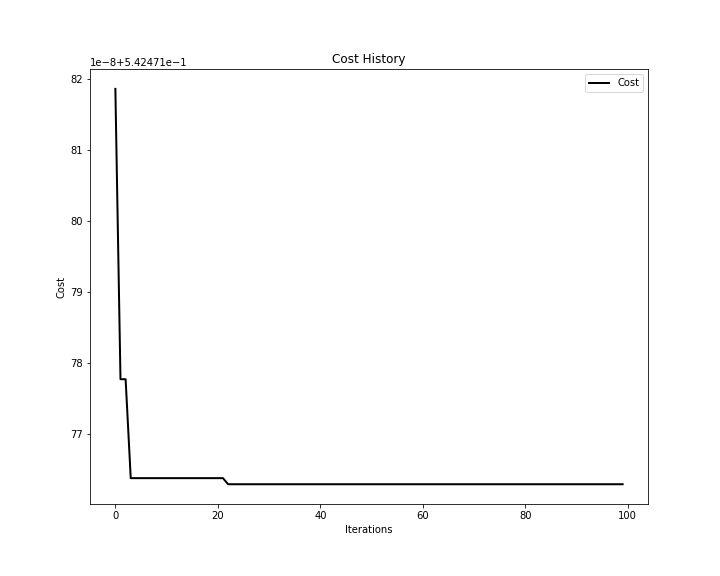 Cost History
1e−8+5.42471e−1
82
81
80
79
78
77
Cost
Cost
0 20 40 60 80 100
Iterations